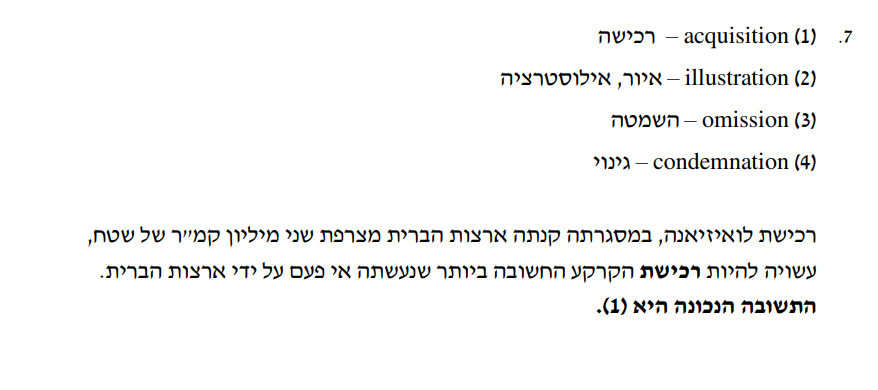 7. (1) acquisition – רכישה
(2) illustration – איור, אילוסטרציה
(3) omission – השמטה
(4) condemnation – גינוי
רכישת לואיזיאנה, במסגרתה קנתה ארצות הברית מצרפת שני מיליון קמ״ר של שטח,
עשויה להיות רכישת הקרקע החשובה ביותר שנעשתה אי פעם על ידי ארצות הברית.
התשובה הנכונה היא (1).